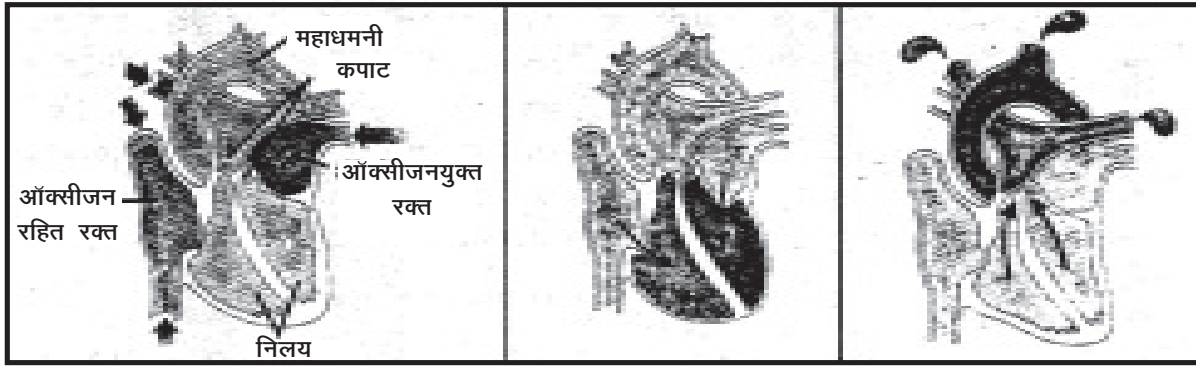 महाधमनी
कपाट
ऑक्सीजनयुक्त
रक्त
ऑक्सीजन
रहित रक्त
निलय